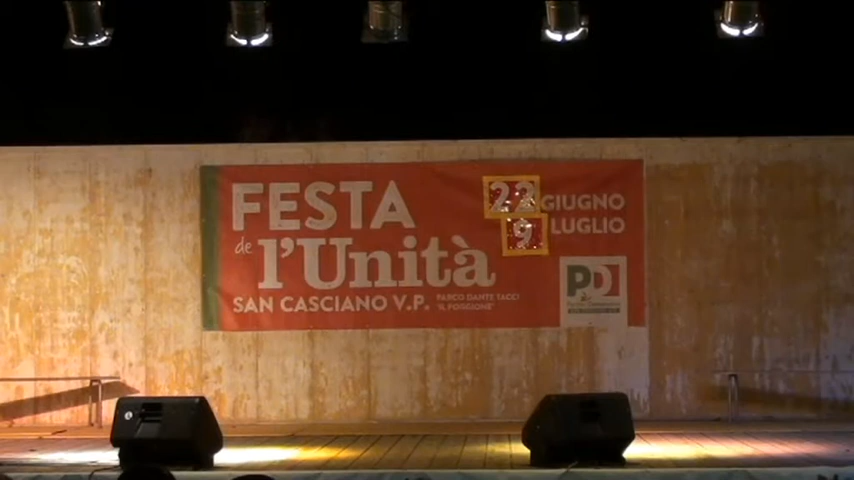 FESTA
de l'Unità
SAN CASCIANO V.P. PARCO DANTE TACCI
"IL POGGIONE"
22 GIUGNO
9 LUGLIO
PD